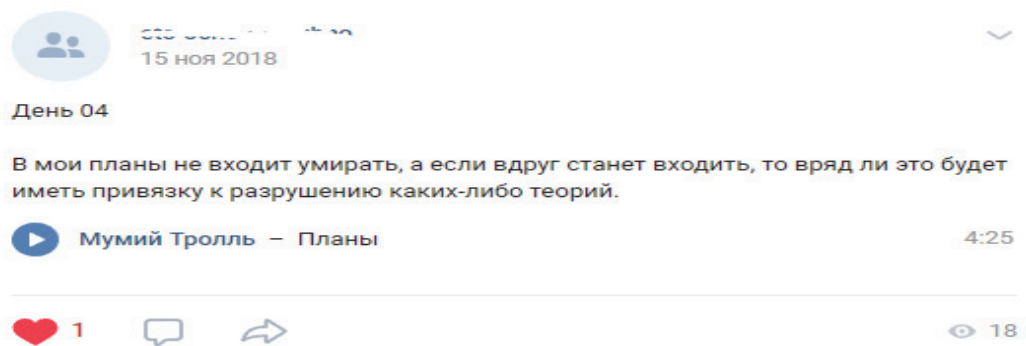 15 ноя 2018
День 04
В мои планы не входит умирать, а если вдруг станет входить, то вряд ли это будет
иметь привязку к разрушению каких-либо теорий.
Мумий Тролль – Планы 4:25
1 18